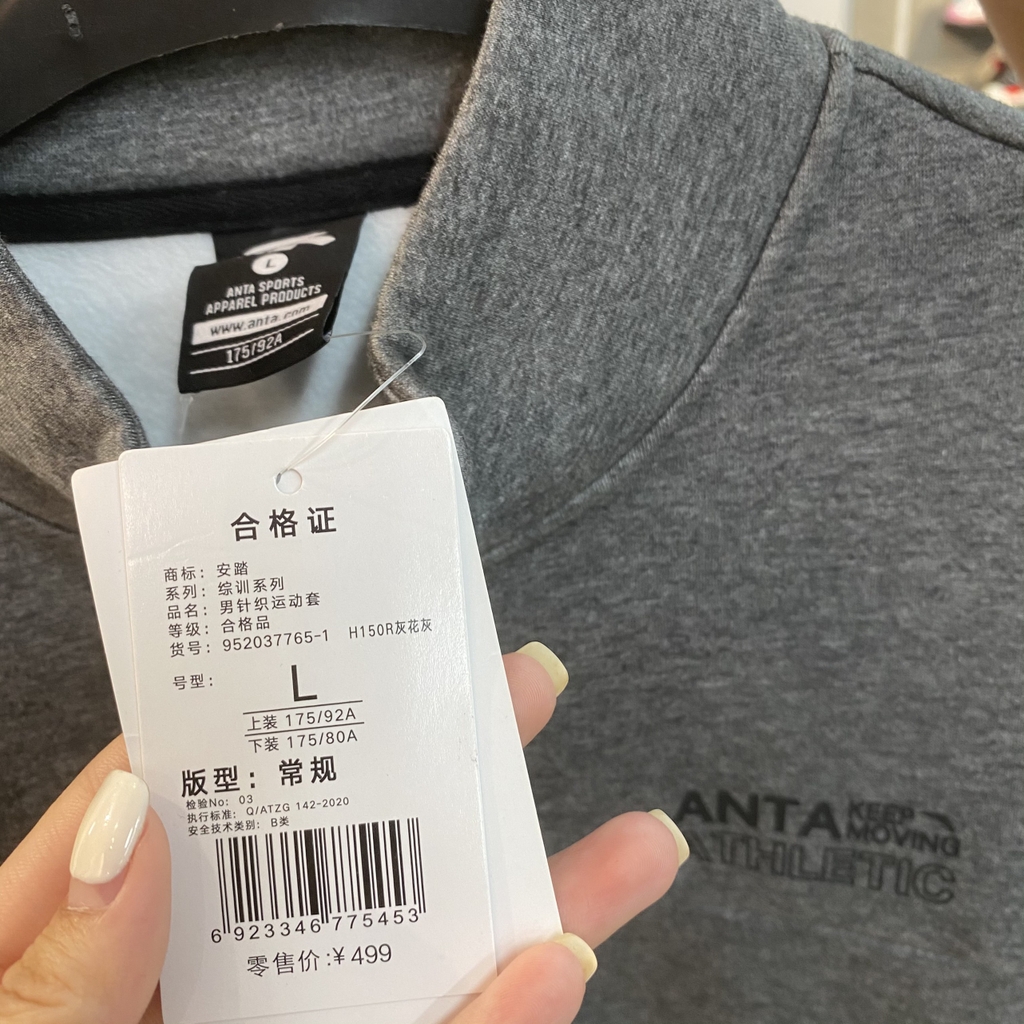 L
ANTA SPORTS
APPAREL PRODUCTS
www.anta.com
175/92A
合格证
商标：安踏
系列：综训系列
品名：男针织运动套
等级：合格品
货号：952037765-1 H150R灰花灰
号型：
L
上装 175/92A
下装 175/80A
版型：常规
检验No: 03
执行标准: Q/ATZG 142-2020
安全技术类别: B类
6 923346 775453
零售价:¥499
ANTA KEEP
MOVING
ATHLETIC